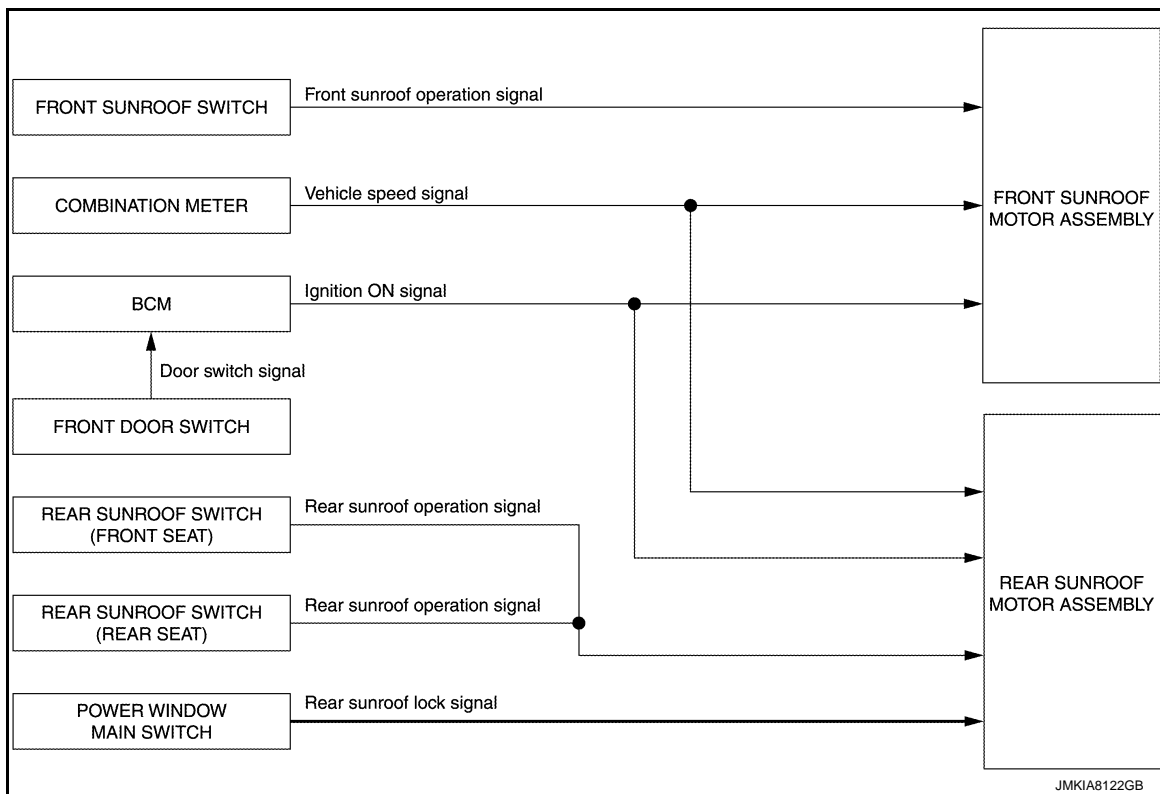 FRONT SUNROOF SWITCH
Front sunroof operation signal
COMBINATION METER
Vehicle speed signal
FRONT SUNROOF
MOTOR ASSEMBLY
BCM
Ignition ON signal
Door switch signal
FRONT DOOR SWITCH
REAR SUNROOF SWITCH
(FRONT SEAT)
Rear sunroof operation signal
REAR SUNROOF SWITCH
(REAR SEAT)
Rear sunroof operation signal
REAR SUNROOF
MOTOR ASSEMBLY
POWER WINDOW
MAIN SWITCH
Rear sunroof lock signal
JMKIA8122GB